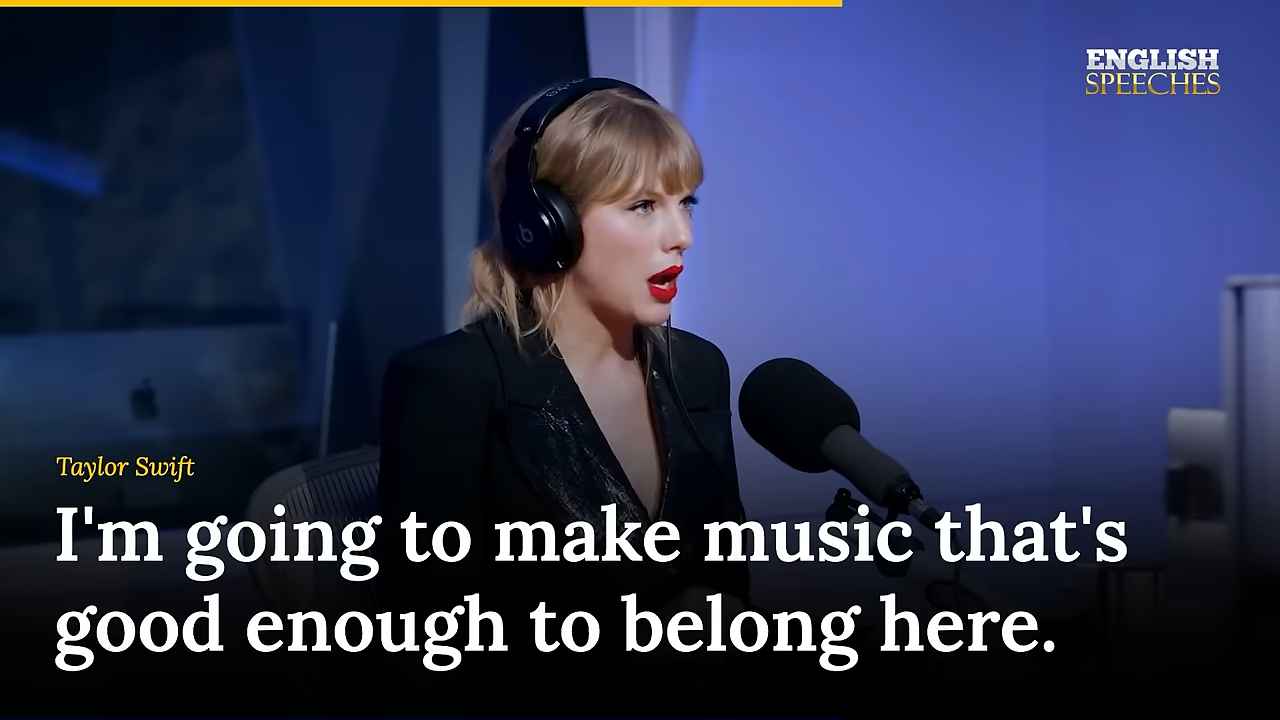 ENGLISH
SPEECHES
Taylor Swift
I'm going to make music that's
good enough to belong here.